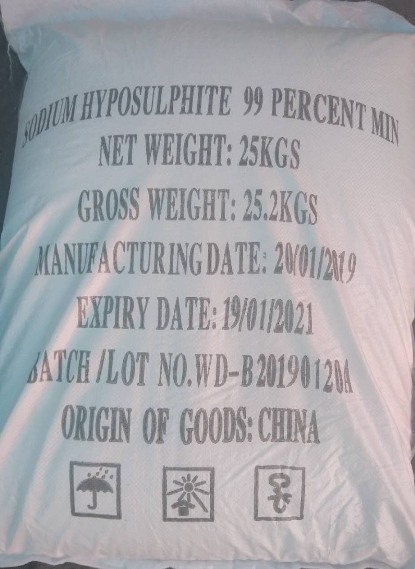 SODIUM HYPOSULPHITE 99 PERCENT MIN
NET WEIGHT: 25KGS
GROSS WEIGHT: 25.2KGS
MANUFACTURING DATE: 20/01/2019
EXPIRY DATE: 19/01/2021
BATCH/LOT NO.WD-B20190120A
ORIGIN OF GOODS: CHINA